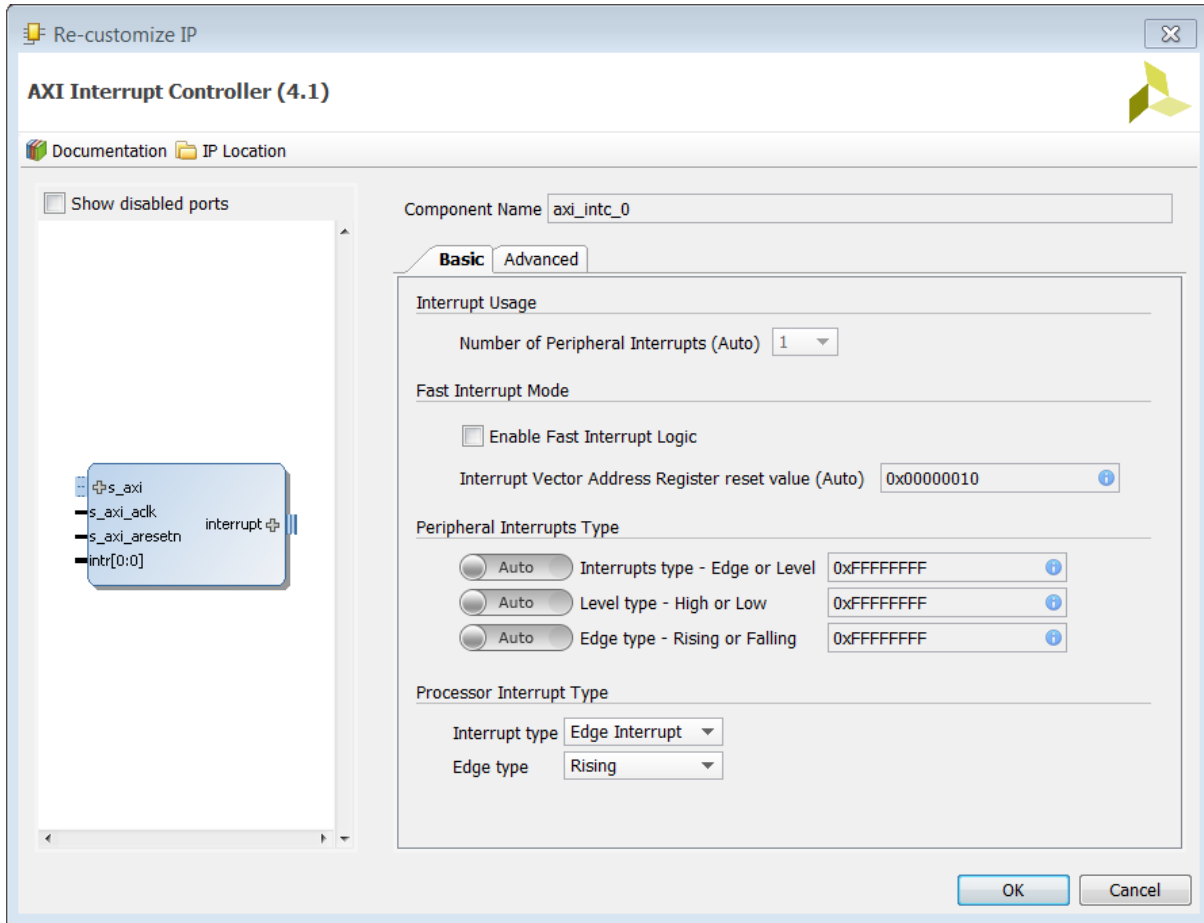 Re-customize IP
AXI Interrupt Controller (4.1)
Documentation IP Location
Show disabled ports
s_axi
s_axi_aclk
s_axi_aresetn
intr[0:0]
interrupt
Component Name axi_intc_0
Basic Advanced
Interrupt Usage
Number of Peripheral Interrupts (Auto) 1
Fast Interrupt Mode
Enable Fast Interrupt Logic
Interrupt Vector Address Register reset value (Auto) 0x00000010
Peripheral Interrupts Type
Auto Interrupts type - Edge or Level 0xFFFFFFFF
Auto Level type - High or Low 0xFFFFFFFF
Auto Edge type - Rising or Falling 0xFFFFFFFF
Processor Interrupt Type
Interrupt type Edge Interrupt
Edge type Rising
OK Cancel